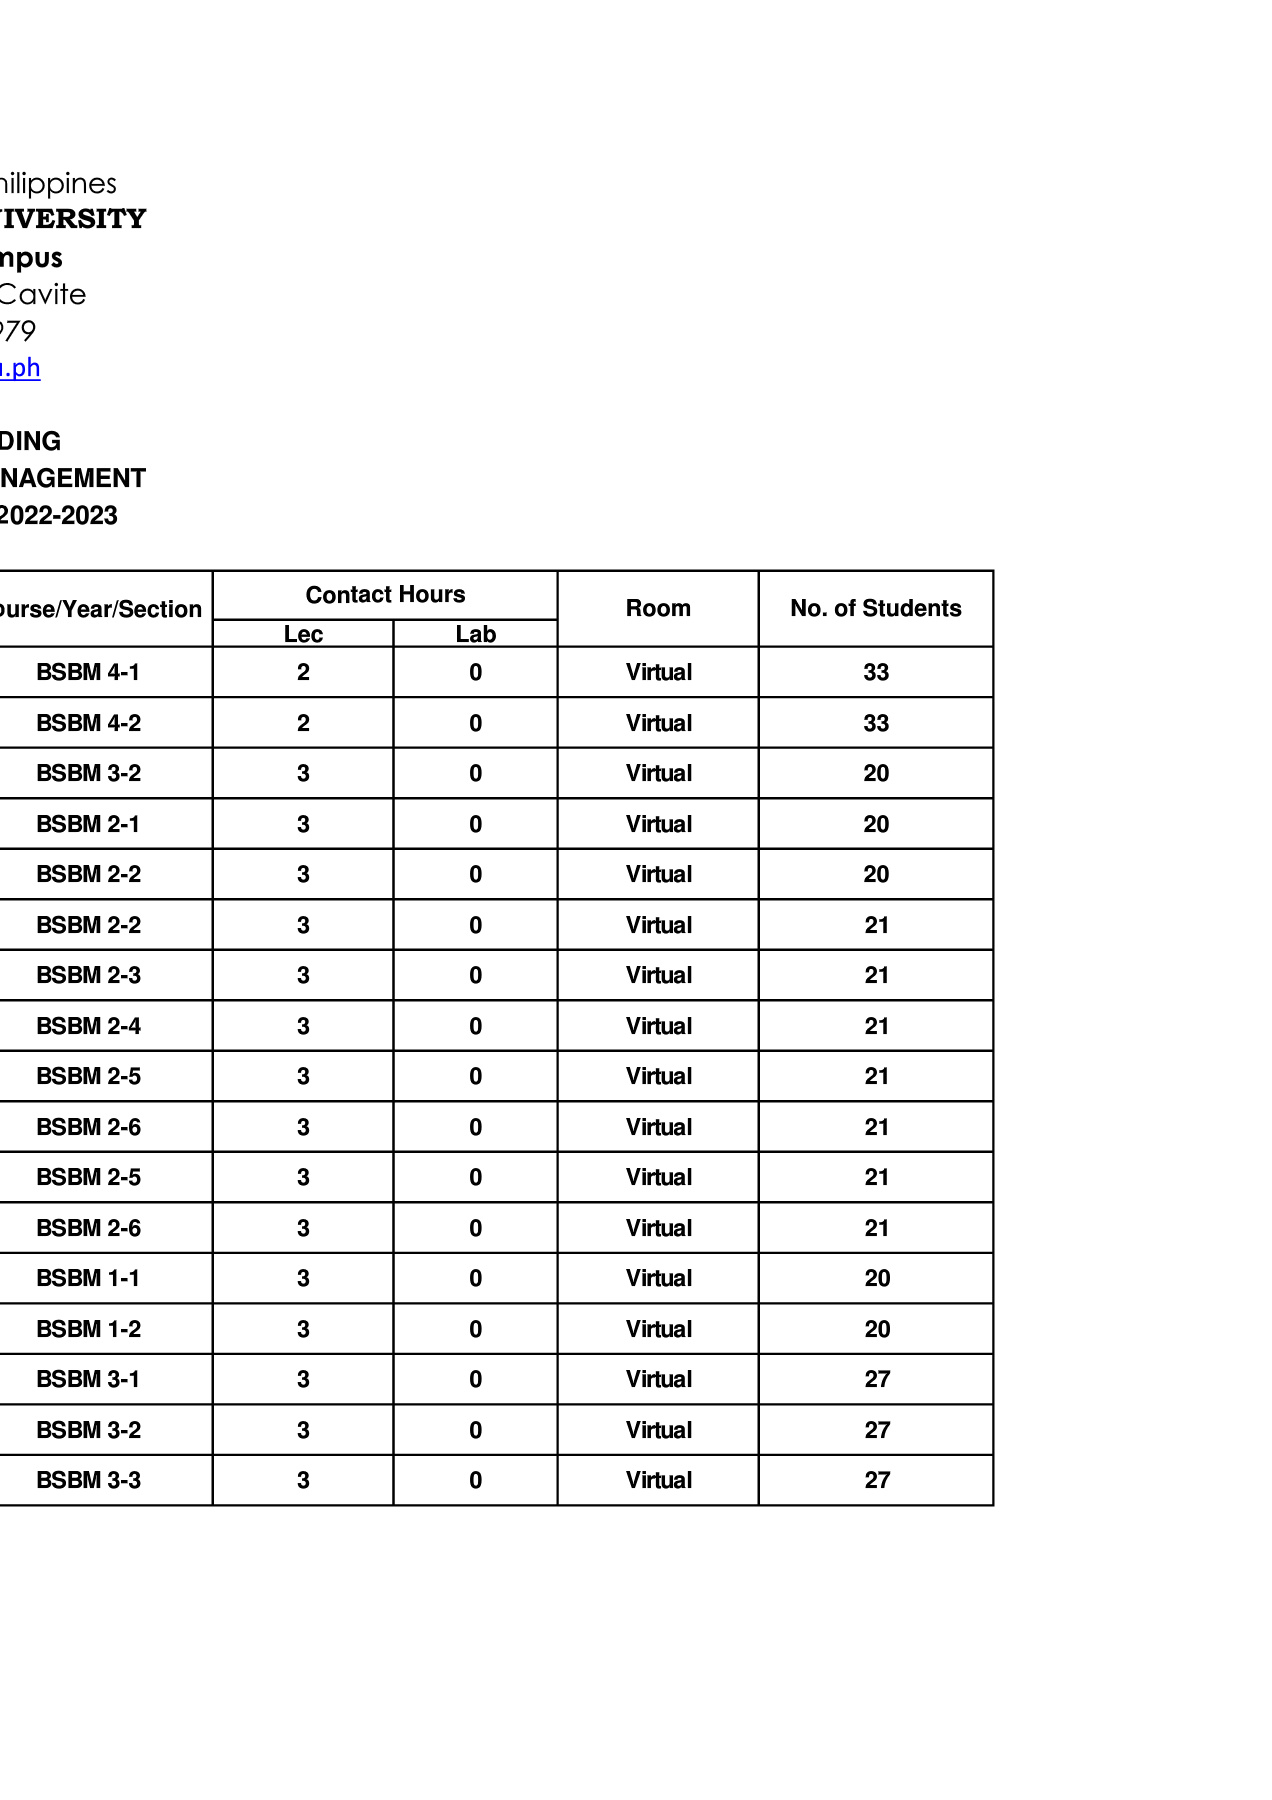 hilippines
NIVERSITY
mpus
Cavite
979
u.ph
DING
NAGEMENT
2022-2023
ourse/Year/Section Contact Hours Room No. of Students
Lec Lab
BSBM 4-1 2 0 Virtual 33
BSBM 4-2 2 0 Virtual 33
BSBM 3-2 3 0 Virtual 20
BSBM 2-1 3 0 Virtual 20
BSBM 2-2 3 0 Virtual 20
BSBM 2-2 3 0 Virtual 21
BSBM 2-3 3 0 Virtual 21
BSBM 2-4 3 0 Virtual 21
BSBM 2-5 3 0 Virtual 21
BSBM 2-6 3 0 Virtual 21
BSBM 2-5 3 0 Virtual 21
BSBM 2-6 3 0 Virtual 21
BSBM 1-1 3 0 Virtual 20
BSBM 1-2 3 0 Virtual 20
BSBM 3-1 3 0 Virtual 27
BSBM 3-2 3 0 Virtual 27
BSBM 3-3 3 0 Virtual 27